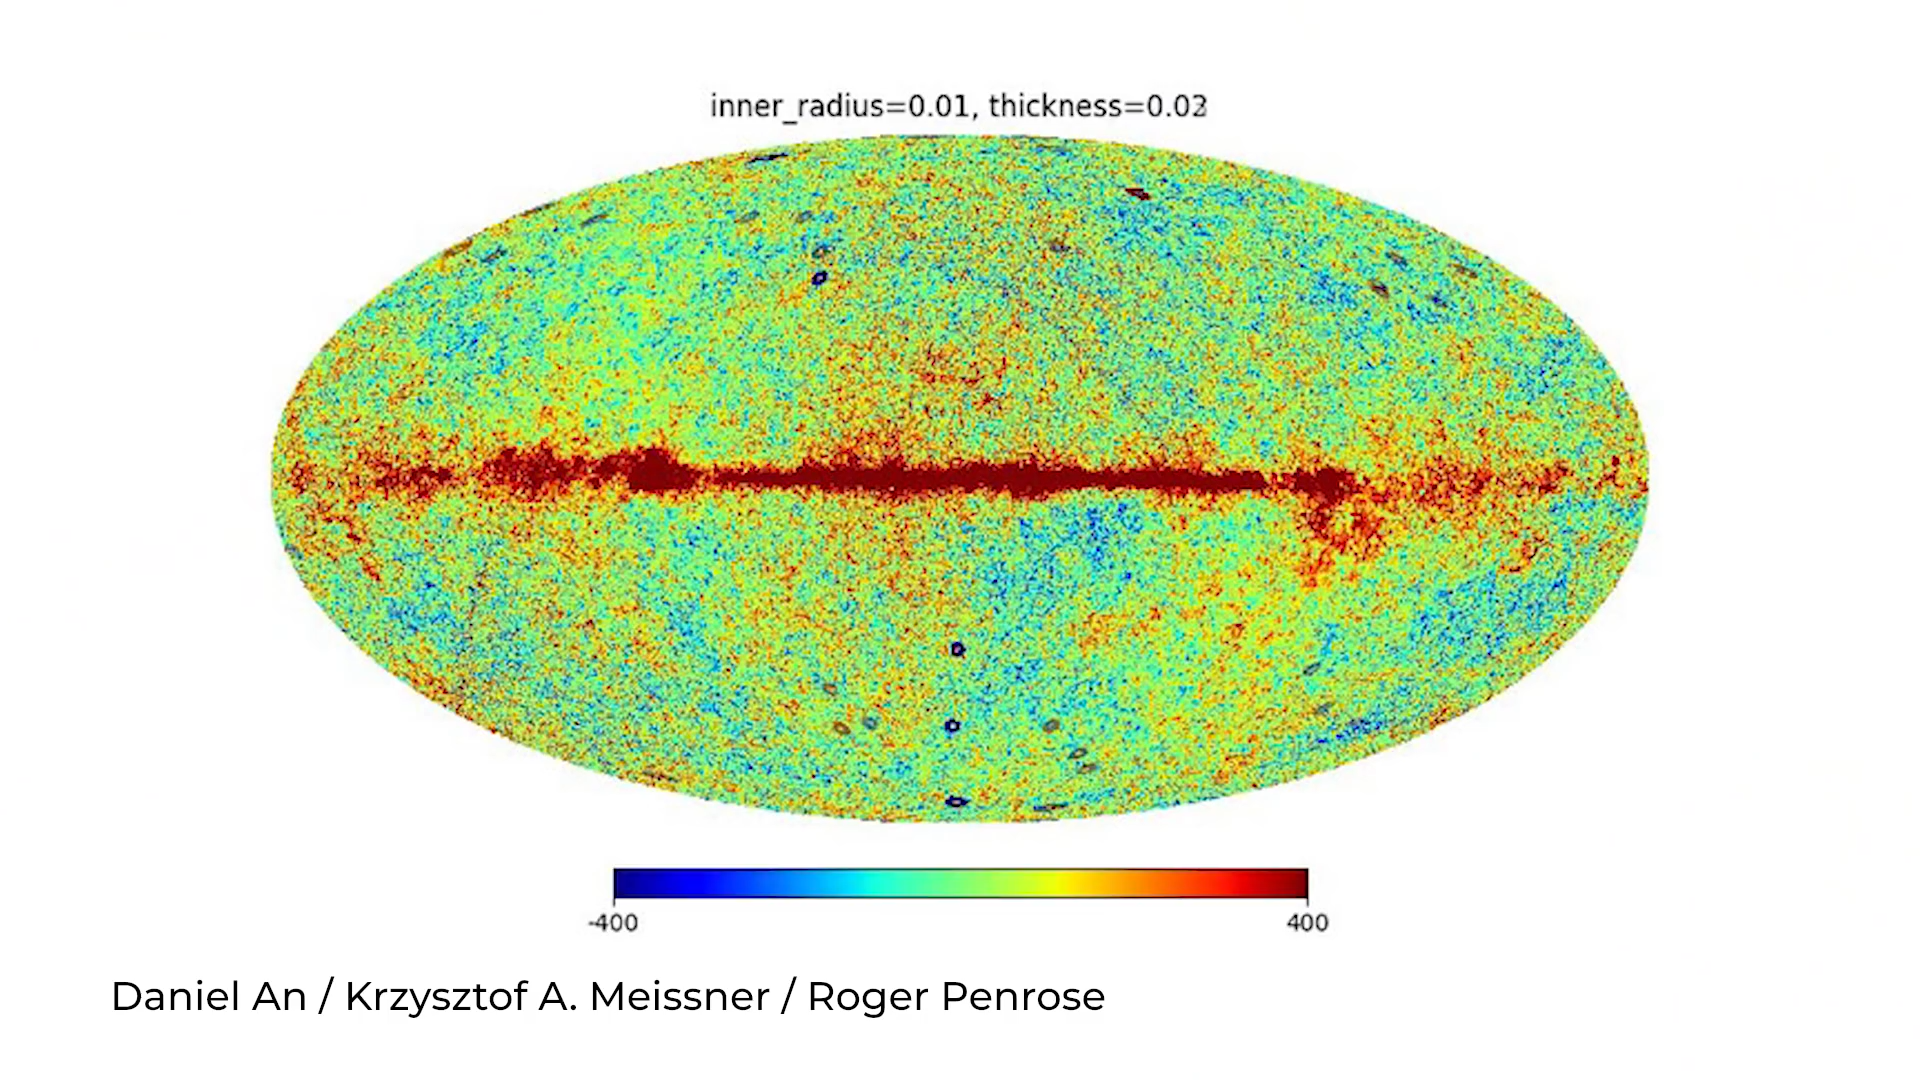 inner_radius=0.01, thickness=0.02
-400
400
Daniel An / Krzysztof A. Meissner / Roger Penrose